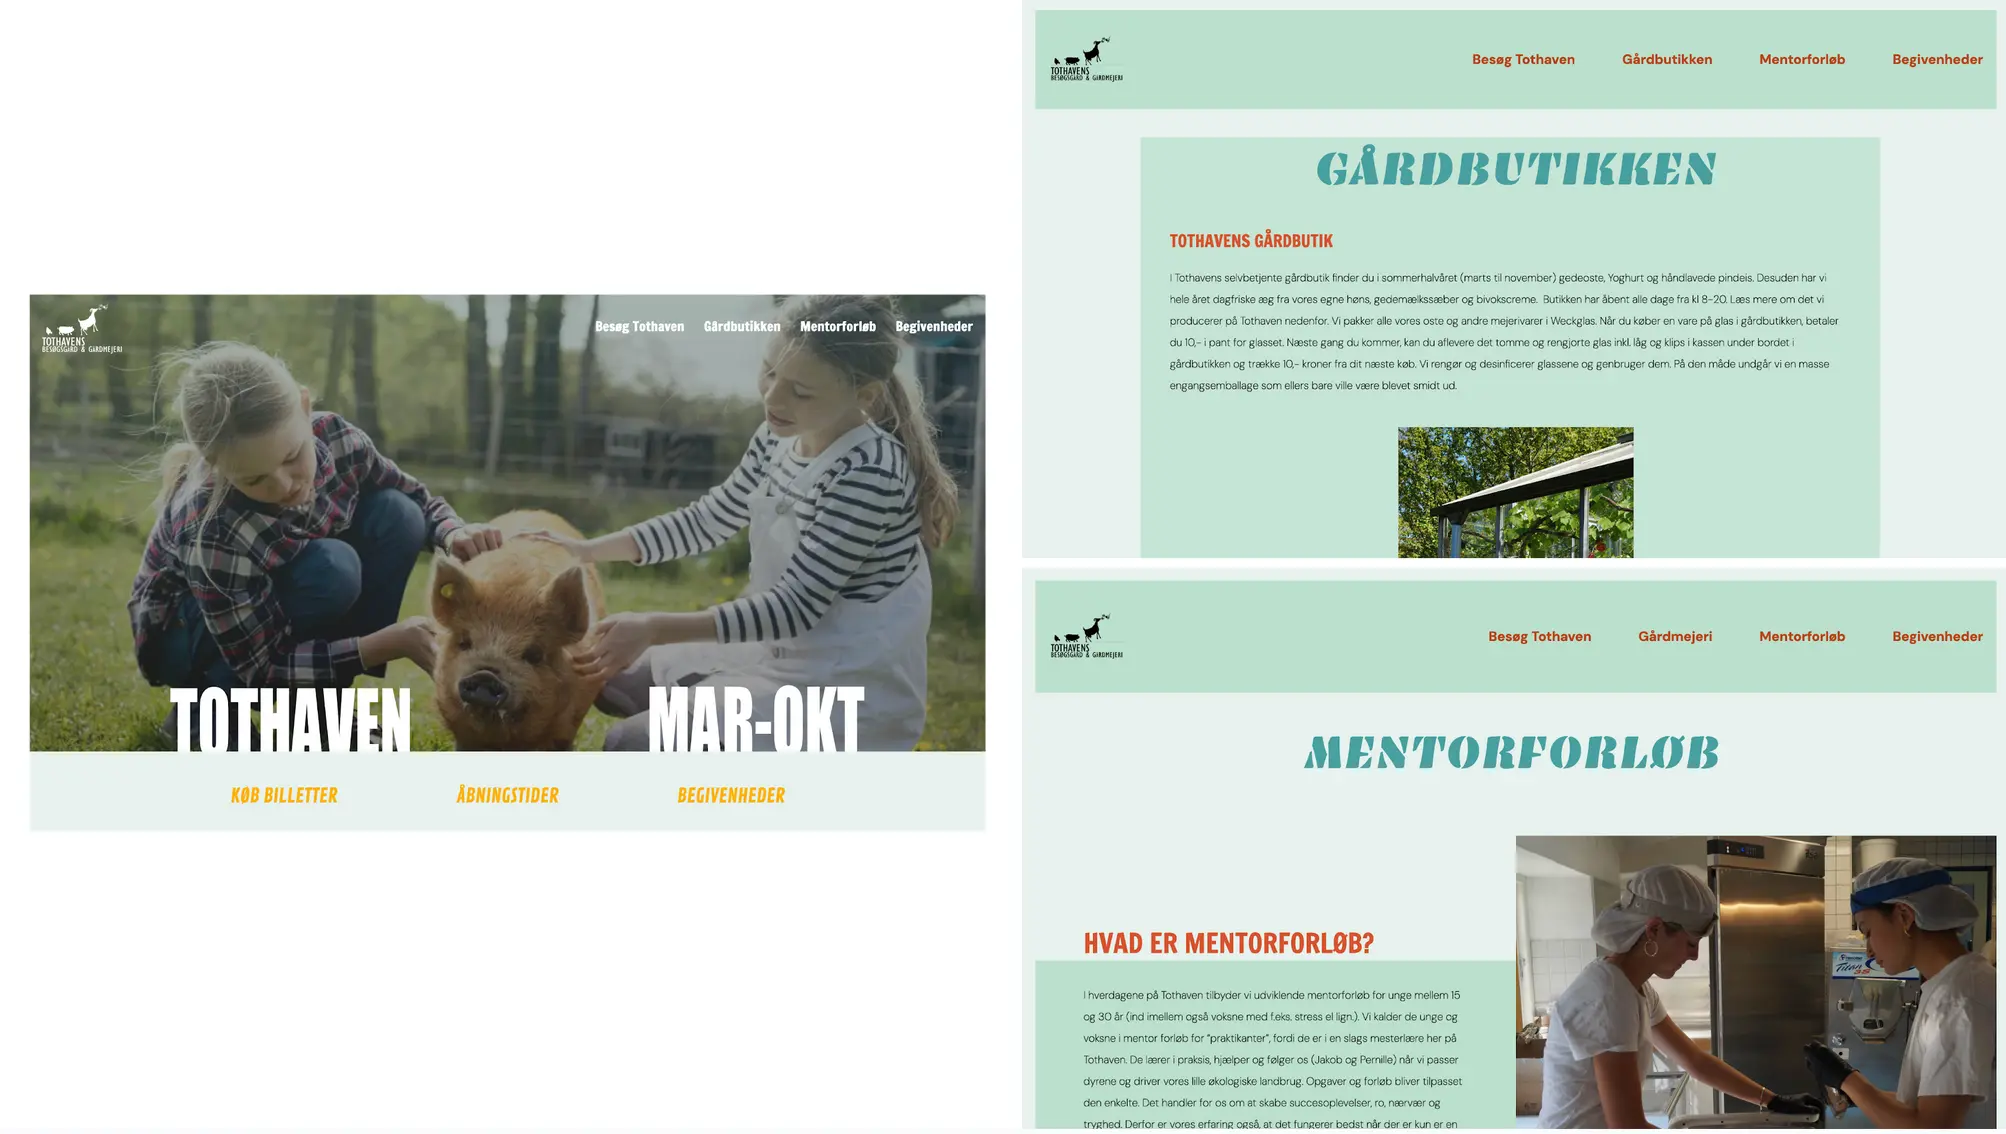 TOTHAVENS
BESØGSGÅRD & GÅRDMEJERI
Besøg Tothaven Gårdbutikken Mentorforløb Begivenheder
TOTHAVEN MAR-OKT
KØB BILLETTER ÅBNINGSTIDER BEGIVENHEDER
TOTHAVENS
BESØGSGÅRD & GÅRDMEJERI
Besøg Tothaven Gårdbutikken Mentorforløb Begivenheder
GÅRDBUTIKKEN
TOTHAVENS GÅRDBUTIK
I Tothavens selvbetjente gårdbutik finder du i sommerhalvåret (marts til november) gedeoste, Yoghurt og håndlavede pindeis. Desuden har vi
hele året dagfriske æg fra vores egne høns, gedemælkssæber og bivokscreme. Butikken har åbent alle dage fra kl 8-20. Læs mere om det vi
producerer på Tothaven nedenfor. Vi pakker alle vores oste og andre mejerivarer i Weckglas. Når du køber en vare på glas i gårdbutikken, betaler
du 10,- i pant for glasset. Næste gang du kommer, kan du aflevere det tomme og rengjorte glas inkl. låg og klips i kassen under bordet i
gårdbutikken og trække 10,- kroner fra dit næste køb. Vi rengør og desinficerer glassene og genbruger dem. På den måde undgår vi en masse
engangsemballage som ellers bare ville være blevet smidt ud.
TOTHAVENS
BESØGSGÅRD & GÅRDMEJERI
Besøg Tothaven Gårdmejeri Mentorforløb Begivenheder
MENTORFORLØB
HVAD ER MENTORFORLØB?
I hverdagene på Tothaven tilbyder vi udviklende mentorforløb for unge mellem 15
og 30 år (ind imellem også voksne med f.eks. stress el lign.). Vi kalder de unge og
voksne i mentor forløb for "praktikanter", fordi de er i en slags mesterlære her på
Tothaven. De lærer i praksis, hjælper og følger os (Jakob og Pernille) når vi passer
dyrene og driver vores lille økologiske landbrug. Opgaver og forløb bliver tilpasset
den enkelte. Det handler for os om at skabe succesoplevelser, ro, nærvær og
tryghed. Derfor er vores erfaring også, at det fungerer bedst når der er kun er en
Titan